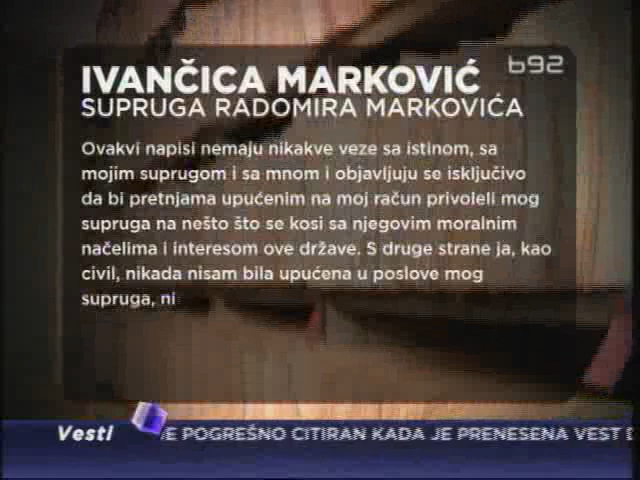 b92
IVANČICA MARKOVIĆ
SUPRUGA RADOMIRA MARKOVIĆA
Ovakvi napisi nemaju nikakve veze sa istinom, sa
mojim suprugom i sa mnom i objavljuju se isključivo
da bi pretnjama upućenim na moj račun privoleli mog
supruga na nešto što se kosi sa njegovim moralnim
načelima i interesom ove države. S druge strane ja, kao
civil, nikada nisam bila upućena u poslove mog
supruga, ni
Vesti
JE POGREŠNO CITIRAN KADA JE PRENESENA VEST D